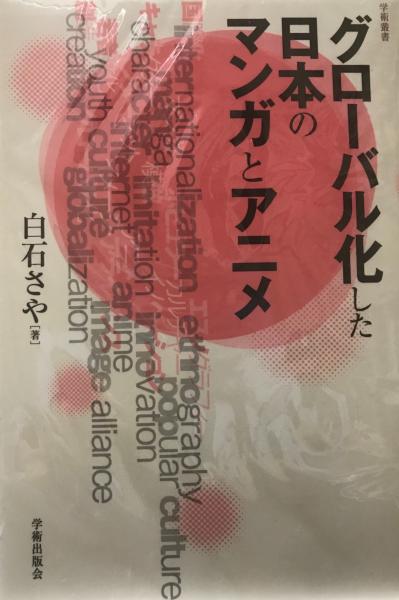 学術叢書
グローバル化した
日本の
マンガとアニメ
白石さや[著]
internationalization ethnography
manga popular culture
character imitation innovation
internet anime
youth culture image alliance
creation globalization
学術出版会